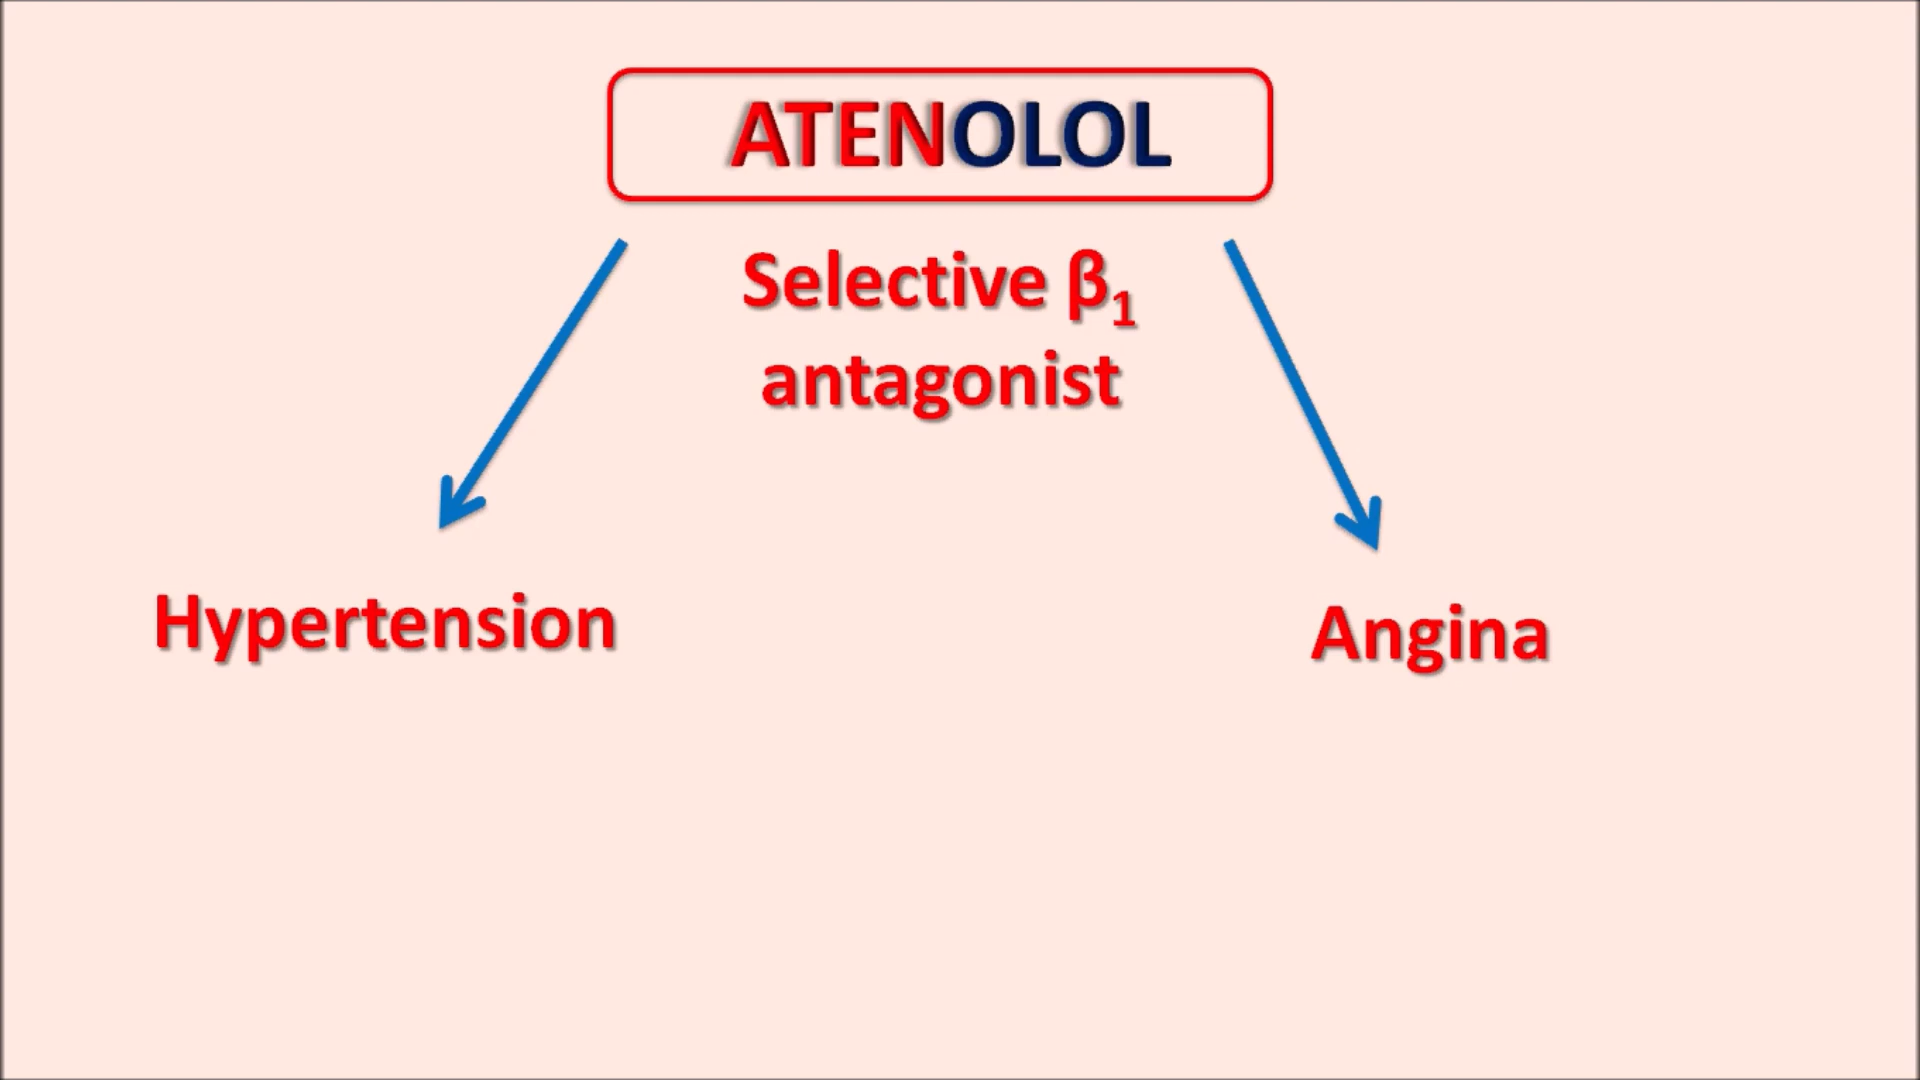 ATENOLOL
Selective β₁
antagonist
Hypertension
Angina